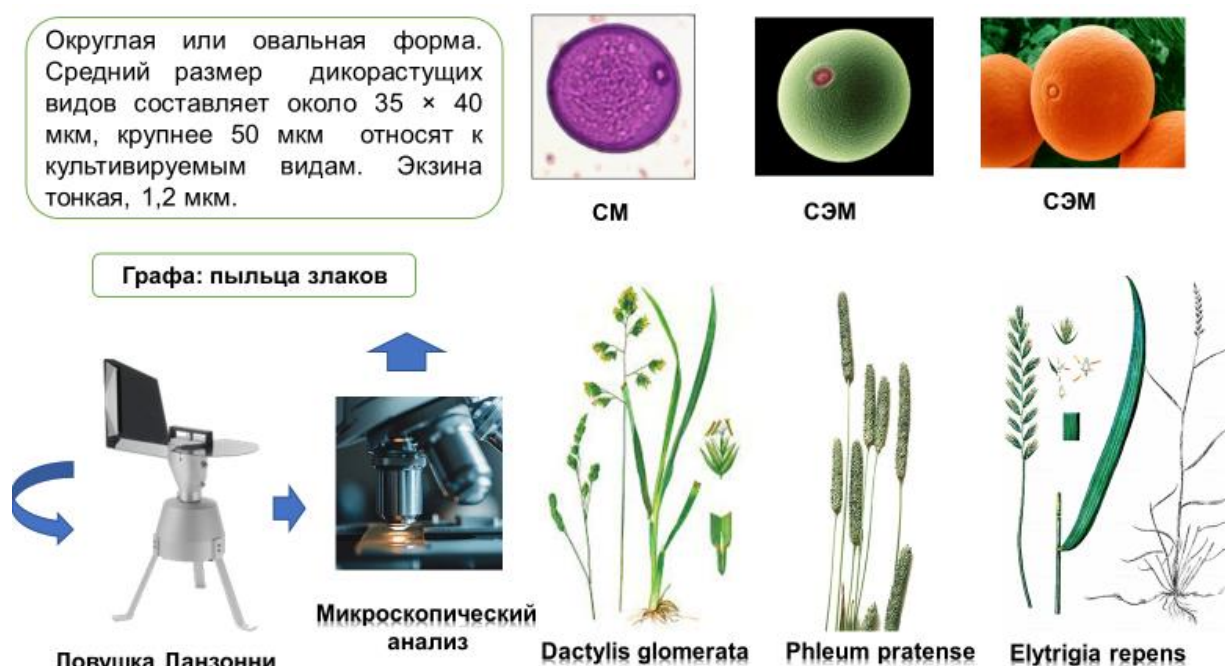 Округлая или овальная форма.
Средний размер дикорастущих
видов составляет около 35 × 40
мкм, крупнее 50 мкм относят к
культивируемым видам. Экзина
тонкая, 1,2 мкм.
СМ
СЭМ
СЭМ
Графа: пыльца злаков
Ловушка Ланзонни
Микроскопический
анализ
Dactylis glomerata
Phleum pratense
Elytrigia repens